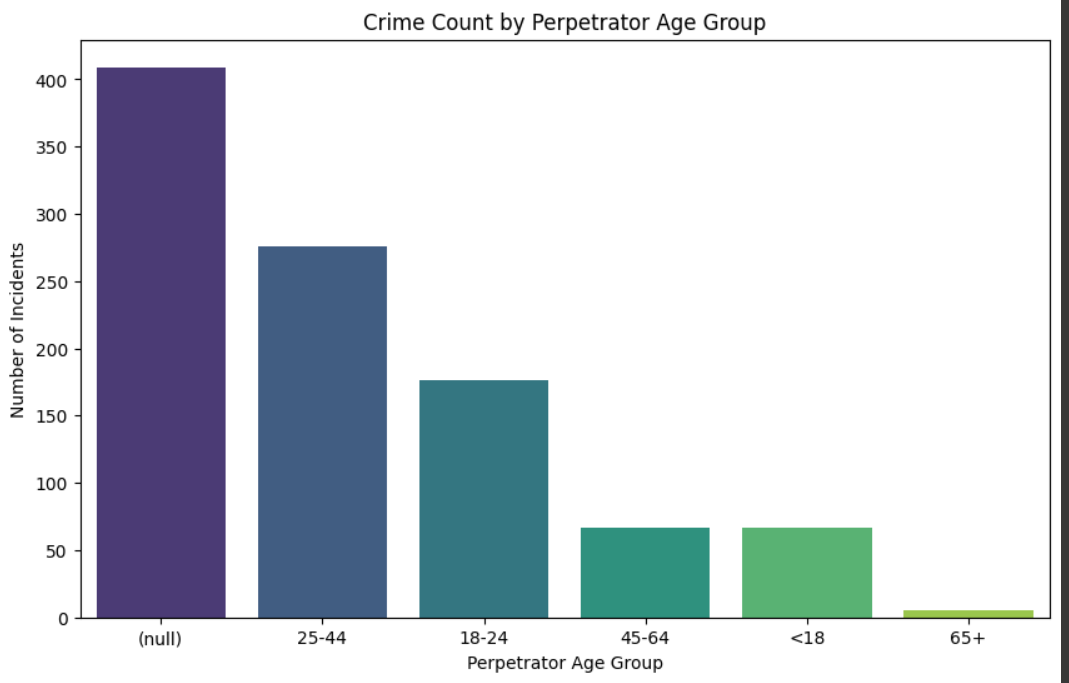 Crime Count by Perpetrator Age Group
Number of Incidents
400
350
300
250
200
150
100
50
0
(null) 25-44 18-24 45-64 <18 65+
Perpetrator Age Group